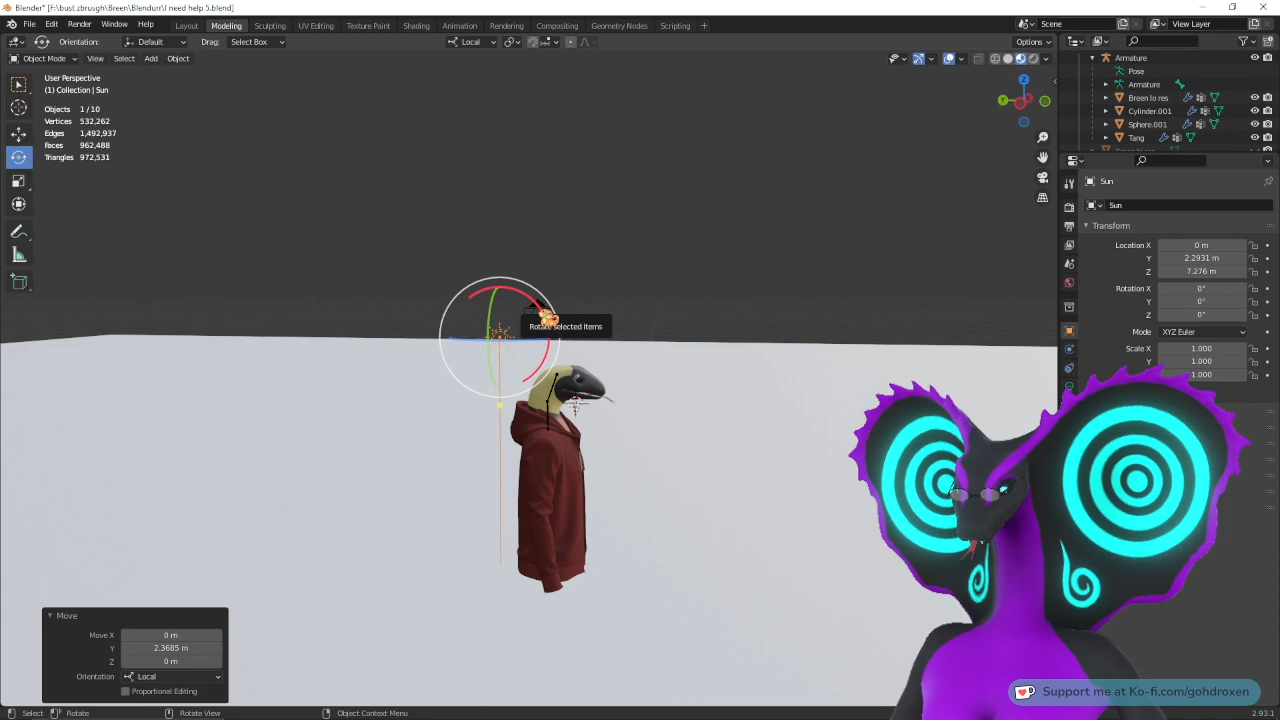 Blender* [F:\bust zbrusgh\Breen\Blendurr\I need help 5.blend]
File Edit Render Window Help Layout Modeling Sculpting UV Editing Texture Paint Shading Animation Rendering Compositing Geometry Nodes Scripting + Scene View Layer
Orientation: Default Drag: Select Box Local Options
Object Mode View Select Add Object
User Perspective
(1) Collection | Sun
Objects 1 / 10
Vertices 532,262
Edges 1,492,937
Faces 962,488
Triangles 972,531
Z
Y
Rotate selected items
Armature
Pose
Armature
Breen lo res
Cylinder.001
Sphere.001
Tang
Sun
Sun
Transform
Location X 0 m
Y 2.2931 m
Z 7.276 m
Rotation X 0°
Y 0°
Z 0°
Mode XYZ Euler
Scale X 1.000
Y 1.000
1.000
Move
Move X 0 m
Y 2.3685 m
Z 0 m
Orientation Local
Proportional Editing
Support me at Ko-fi.com/gohdroxen
Select Rotate Rotate View Object Context Menu 2.93.1